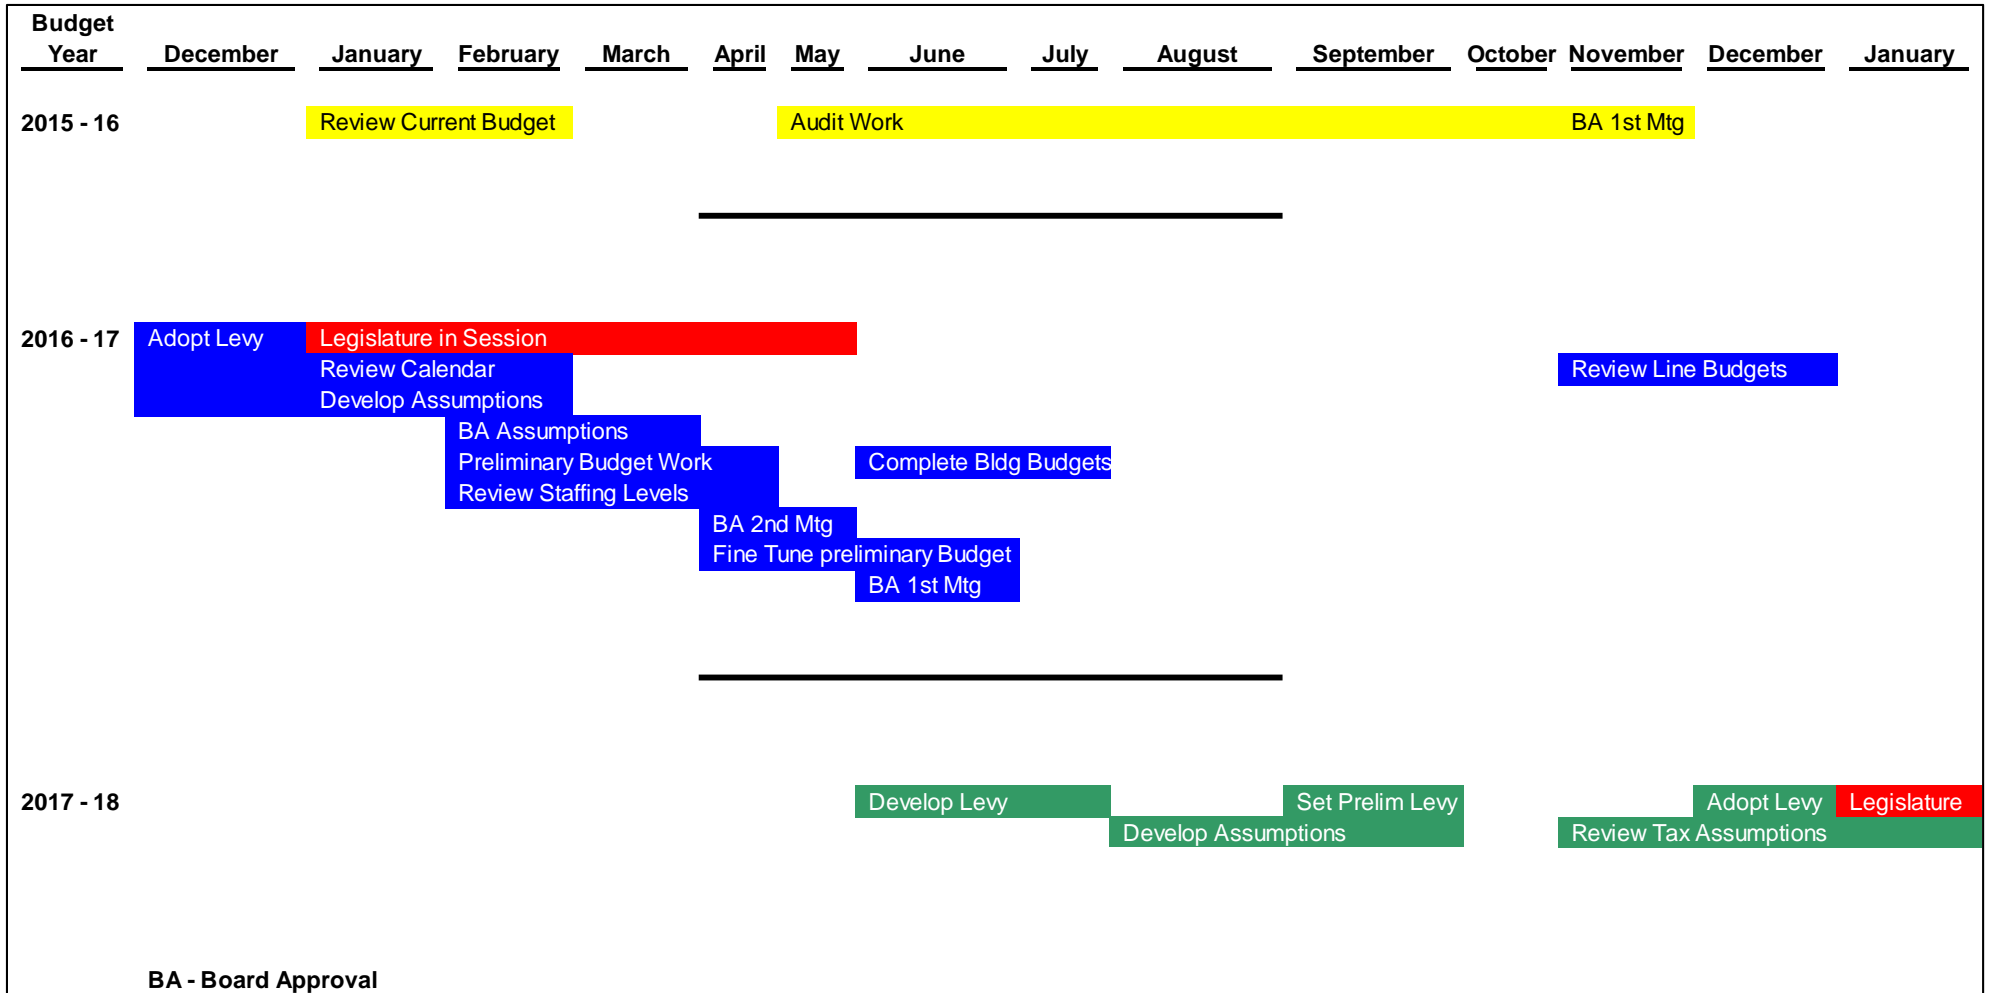 Budget
Year December January February March April May June July August September October November December January
2015 - 16 Review Current Budget Audit Work BA 1st Mtg
2016 - 17 Adopt Levy Legislature in Session
Review Calendar Review Line Budgets
Develop Assumptions
BA Assumptions
Preliminary Budget Work Complete Bldg Budgets
Review Staffing Levels
BA 2nd Mtg
Fine Tune preliminary Budget
BA 1st Mtg
2017 - 18 Develop Levy Set Prelim Levy Adopt Levy Legislature
Develop Assumptions Review Tax Assumptions
BA - Board Approval